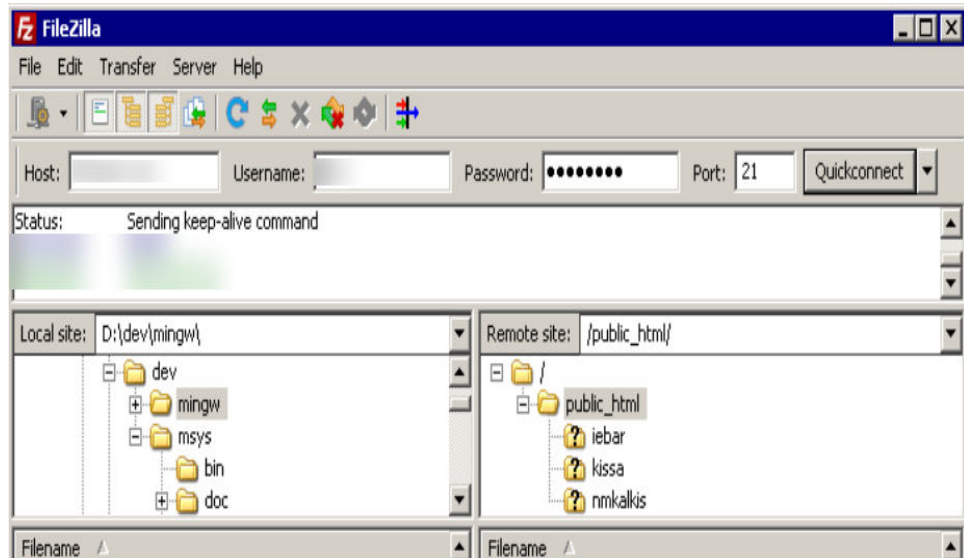 FileZilla
File Edit Transfer Server Help
Host: Username: Password: •••••••• Port: 21 Quickconnect
Status: Sending keep-alive command
Local site: D:\dev\mingw\ Remote site: /public_html/
dev /
mingw public_html
msys iebar
bin kissa
doc nmkalkis
Filename Filename